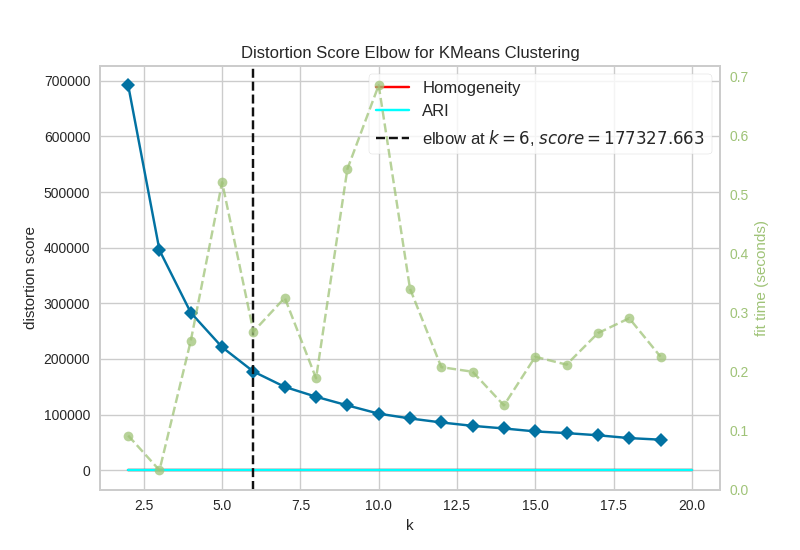 Distortion Score Elbow for KMeans Clustering
Homogeneity
ARI
elbow at k = 6, score = 177327.663
distortion score
700000
600000
500000
400000
300000
200000
100000
0
0.7
0.6
0.5
0.4
0.3
0.2
0.1
0.0
fit time (seconds)
2.5 5.0 7.5 10.0 12.5 15.0 17.5 20.0
k